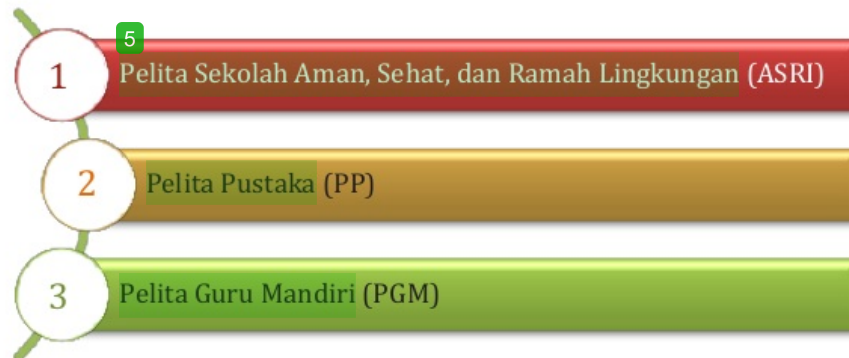 5
1
Pelita Sekolah Aman, Sehat, dan Ramah Lingkungan (ASRI)
2
Pelita Pustaka (PP)
3
Pelita Guru Mandiri (PGM)